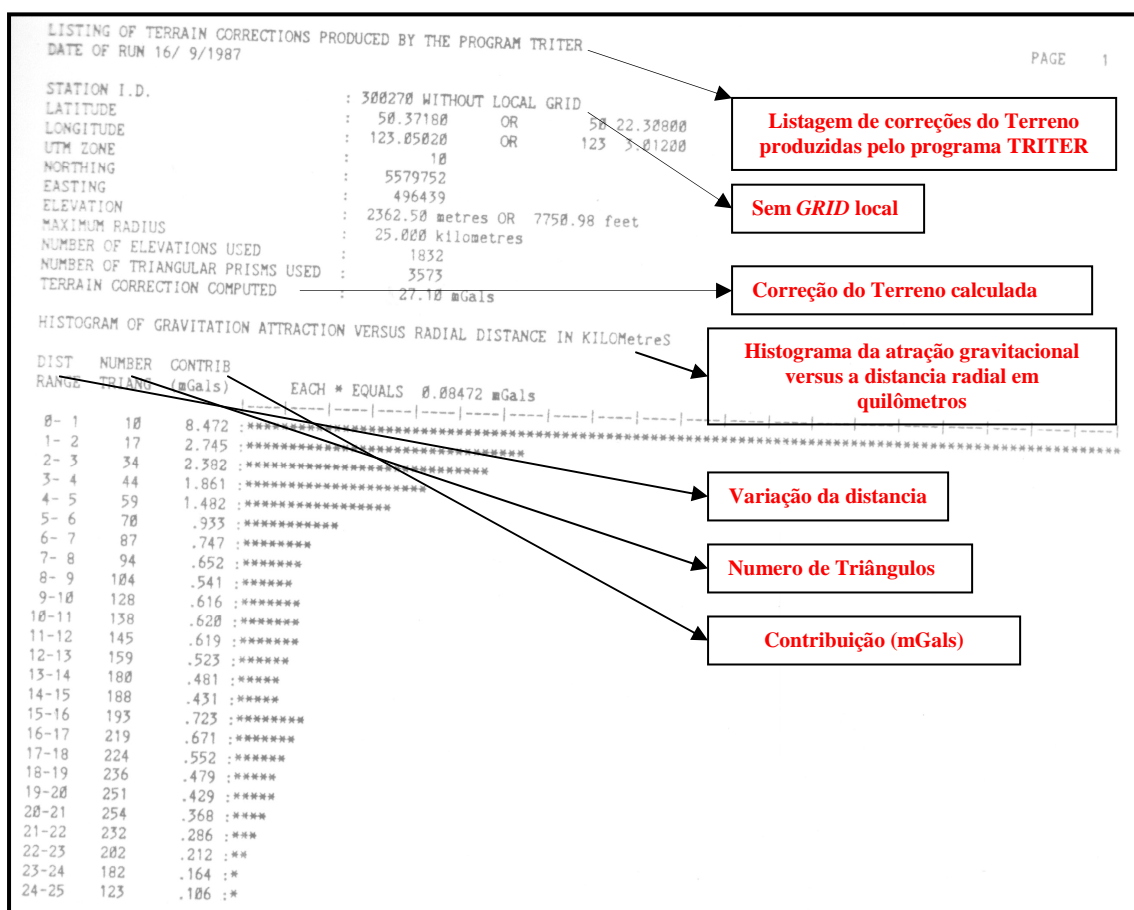 LISTING OF TERRAIN CORRECTIONS PRODUCED BY THE PROGRAM TRITER
DATE OF RUN 16/ 9/1987
PAGE 1
STATION I.D. : 300270 WITHOUT LOCAL GRID
LATITUDE : 50.37180 OR 50 22.30800
LONGITUDE : 123.05020 OR 123 3.01200
UTM ZONE : 10
NORTHING : 5579752
EASTING : 496439
ELEVATION : 2362.50 metres OR 7750.98 feet
MAXIMUM RADIUS : 25.000 kilometres
NUMBER OF ELEVATIONS USED : 1832
NUMBER OF TRIANGULAR PRISMS USED : 3573
TERRAIN CORRECTION COMPUTED : 27.10 mGals
HISTOGRAM OF GRAVITATION ATTRACTION VERSUS RADIAL DISTANCE IN KILOMetreS
DIST NUMBER CONTRIB
RANGE TRIANG (mGals) EACH * EQUALS 0.08472 mGals
0- 1 10 8.472 :****************************************************************************************************
1- 2 17 2.745 :********************************
2- 3 34 2.382 :****************************
3- 4 44 1.861 :*********************
4- 5 59 1.482 :*****************
5- 6 70 .933 :***********
6- 7 87 .747 :********
7- 8 94 .652 :*******
8- 9 104 .541 :******
9-10 128 .616 :*******
10-11 138 .620 :*******
11-12 145 .619 :*******
12-13 159 .523 :******
13-14 180 .481 :*****
14-15 188 .431 :*****
15-16 193 .723 :********
16-17 219 .671 :*******
17-18 224 .552 :******
18-19 236 .479 :*****
19-20 251 .429 :*****
20-21 254 .368 :****
21-22 232 .286 :***
22-23 202 .212 :**
23-24 182 .164 :*
24-25 123 .106 :*
Listagem de correções do Terreno
produzidas pelo programa TRITER
Sem GRID local
Correção do Terreno calculada
Histograma da atração gravitacional
versus a distancia radial em
quilômetros
Variação da distancia
Numero de Triângulos
Contribuição (mGals)